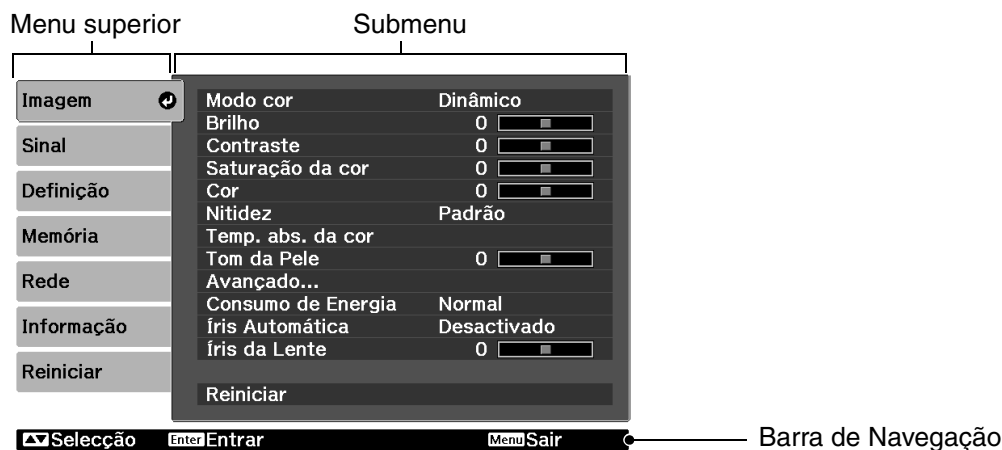 Menu superior Submenu
Imagem
Sinal
Definição
Memória
Rede
Informação
Reiniciar
Modo cor Dinâmico
Brilho 0
Contraste 0
Saturação da cor 0
Cor 0
Nitidez Padrão
Temp. abs. da cor
Tom da Pele 0
Avançado...
Consumo de Energia Normal
Íris Automática Desactivado
Íris da Lente 0
Reiniciar
Selecção Enter Entrar Menu Sair
Barra de Navegação